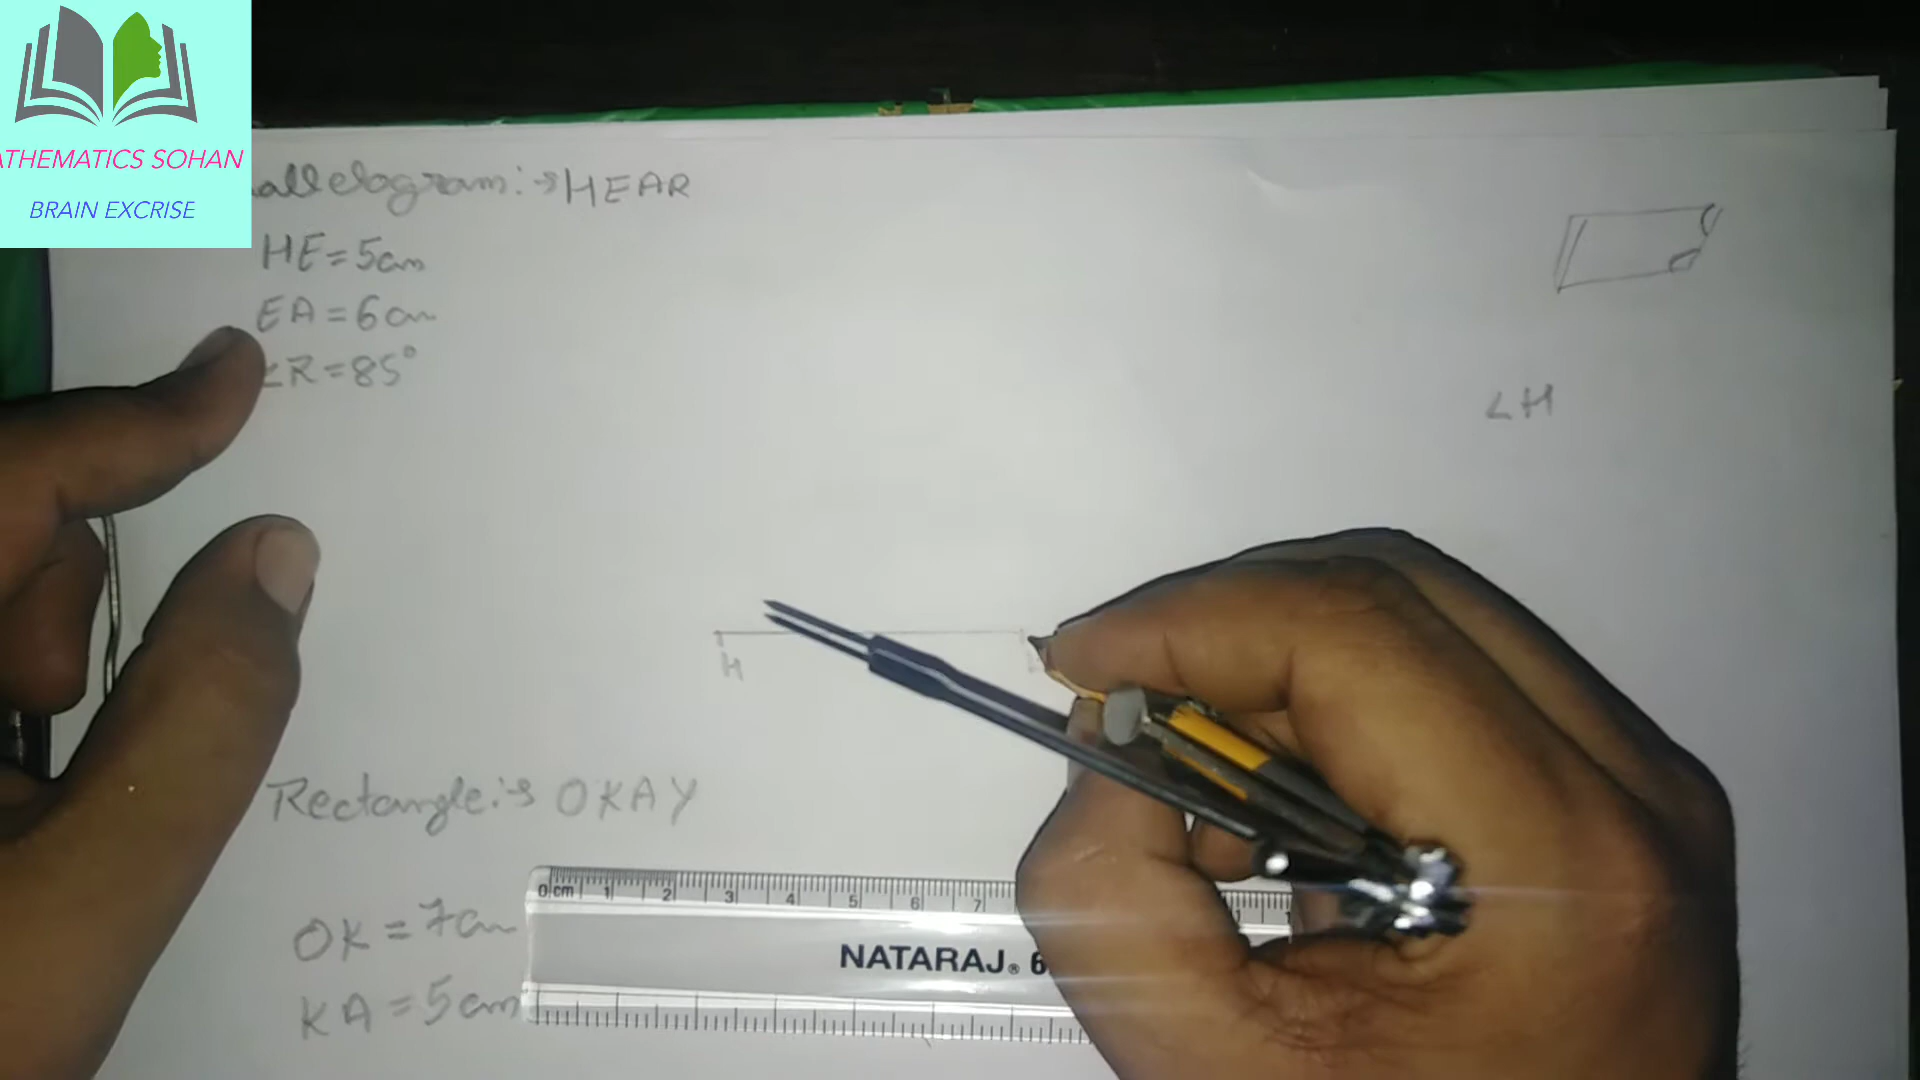 ATHEMATICS SOHAN
BRAIN EXCRISE
allelogram:→ HEAR
HE=5cm
EA=6cm
∠R=85°
∠H
H
Rectangle:→ OKAY
OK=7cm
KA=5cm
0 cm 1 2 3 4 5 6 7
NATARAJ® 6